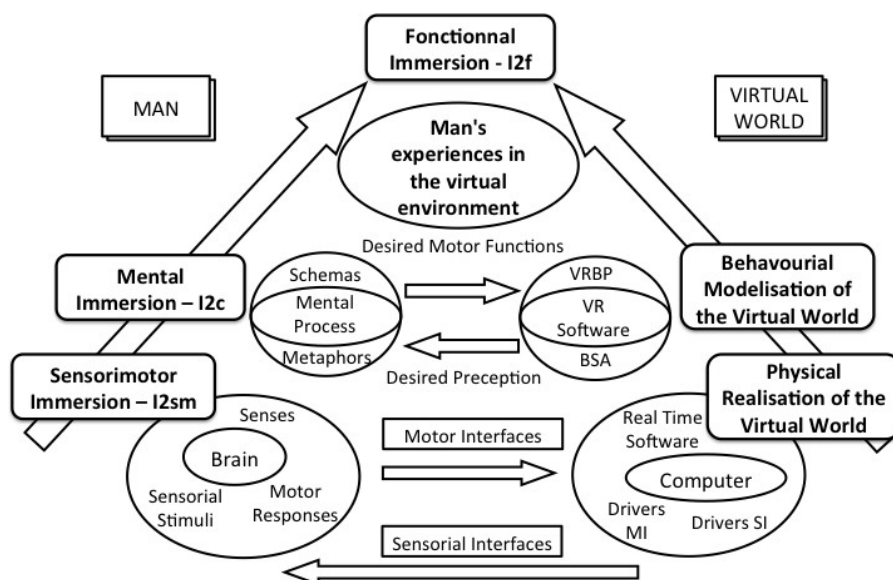 Fonctionnal
Immersion - I2f
MAN
VIRTUAL
WORLD
Man's
experiences in
the virtual
environment
Desired Motor Functions
Mental
Immersion – I2c
Schemas
Mental
Process
Metaphors
VRBP
VR
Software
BSA
Behavourial
Modelisation of
the Virtual World
Desired Preception
Sensorimotor
Immersion – I2sm
Physical
Realisation of the
Virtual World
Senses
Brain
Sensorial
Stimuli
Motor
Responses
Motor Interfaces
Sensorial Interfaces
Real Time
Software
Computer
Drivers
MI
Drivers SI